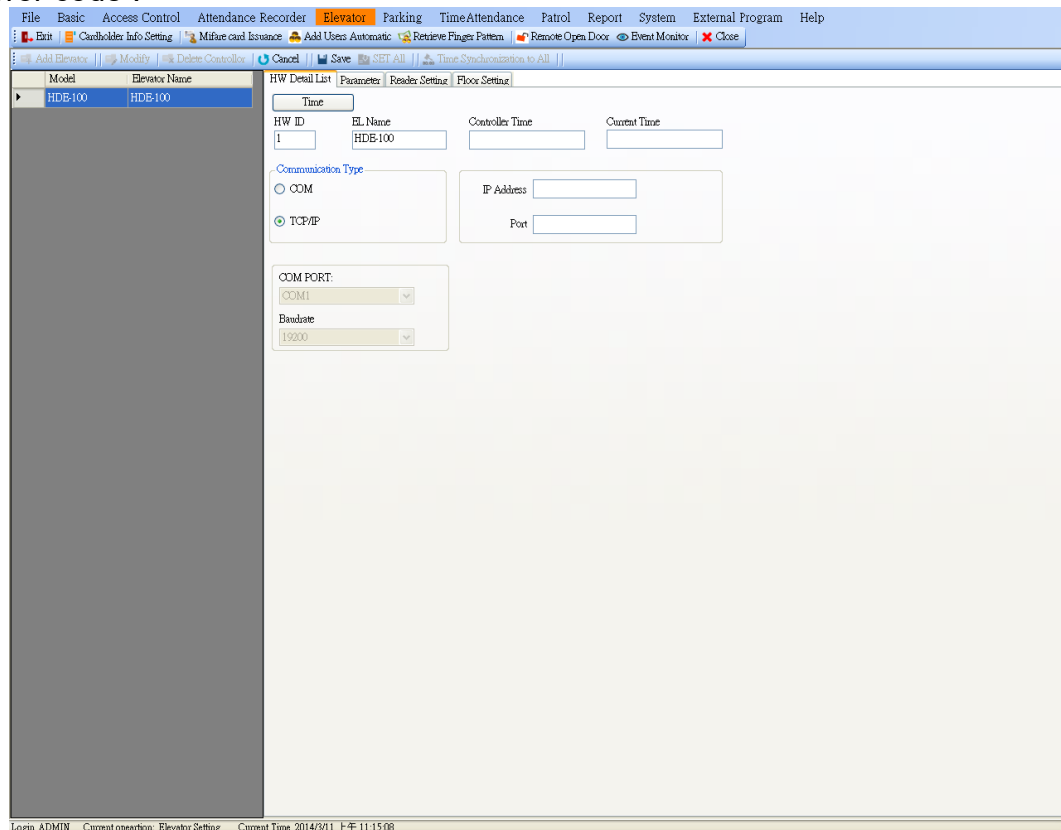 File Basic Access Control Attendance Recorder Elevator Parking TimeAttendance Patrol Report System External Program Help
Exit Cardholder Info Setting Mifare card Issuance Add Users Automatic Retrieve Finger Pattern Remote Open Door Event Monitor Close
Add Elevator Modify Delete Controllor Cancel Save SET All Time Synchronization to All
Model Elevator Name
HDE-100 HDE-100
HW Detail List Parameter Reader Setting Floor Setting
Time
HW ID EL Name Controller Time Current Time
1 HDE-100
Communication Type
COM
TCP/IP
IP Address
Port
COM PORT:
COM1
Baudrate
19200
Login ADMIN Current opeartion: Elevator Setting Current Time 2014/3/11 上午 11:15:08